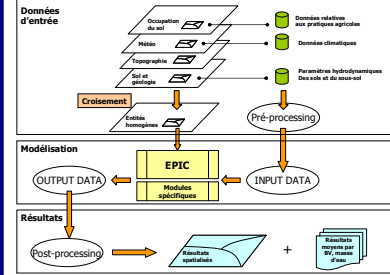 Données
d'entrée
Occupation
du sol
Données relatives
aux pratiques agricoles
Météo
Données climatiques
Topographie
Sol et
géologie
Paramètres hydrodynamiques
Des sols et du sous-sol
Croisement
Entités
homogènes
Pré-processing
Modélisation
EPIC
OUTPUT DATA
INPUT DATA
Modules
spécifiques
Résultats
Post-processing
Résultats
spatialisés
+
Résultats
moyens par
BV, masse
d'eau